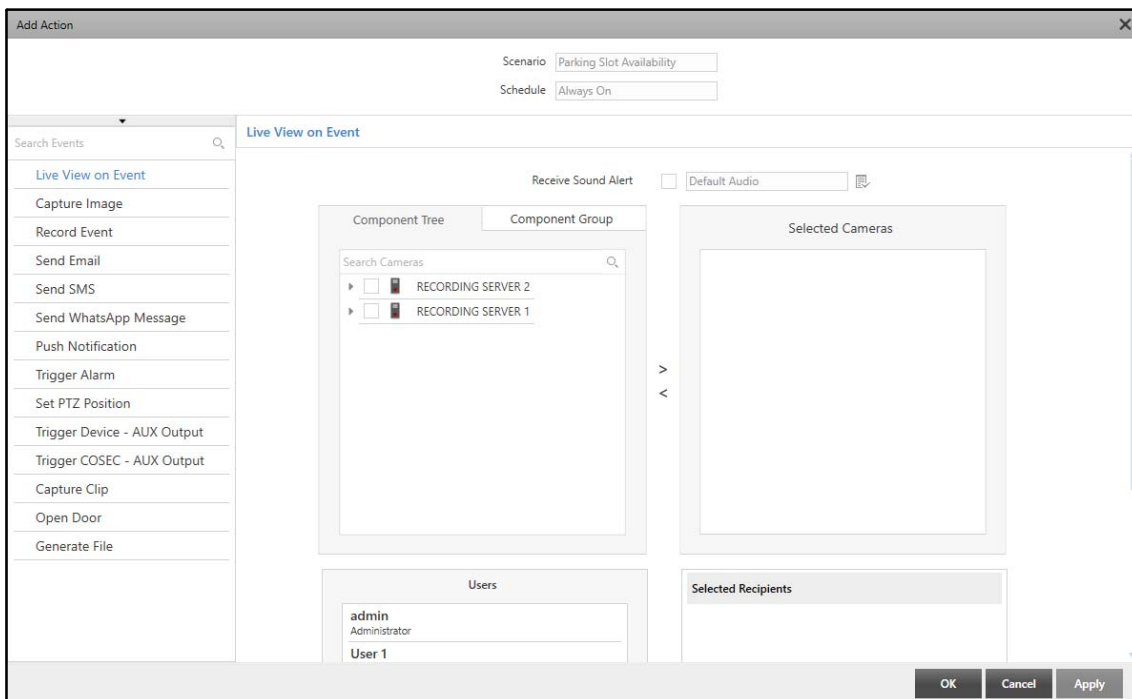 Add Action
Scenario Parking Slot Availability
Schedule Always On
Search Events
Live View on Event
Capture Image
Record Event
Send Email
Send SMS
Send WhatsApp Message
Push Notification
Trigger Alarm
Set PTZ Position
Trigger Device - AUX Output
Trigger COSEC - AUX Output
Capture Clip
Open Door
Generate File
Live View on Event
Receive Sound Alert Default Audio
Component Tree Component Group
Search Cameras
RECORDING SERVER 2
RECORDING SERVER 1
>
<
Selected Cameras
Users
admin
Administrator
User 1
Selected Recipients
OK Cancel Apply